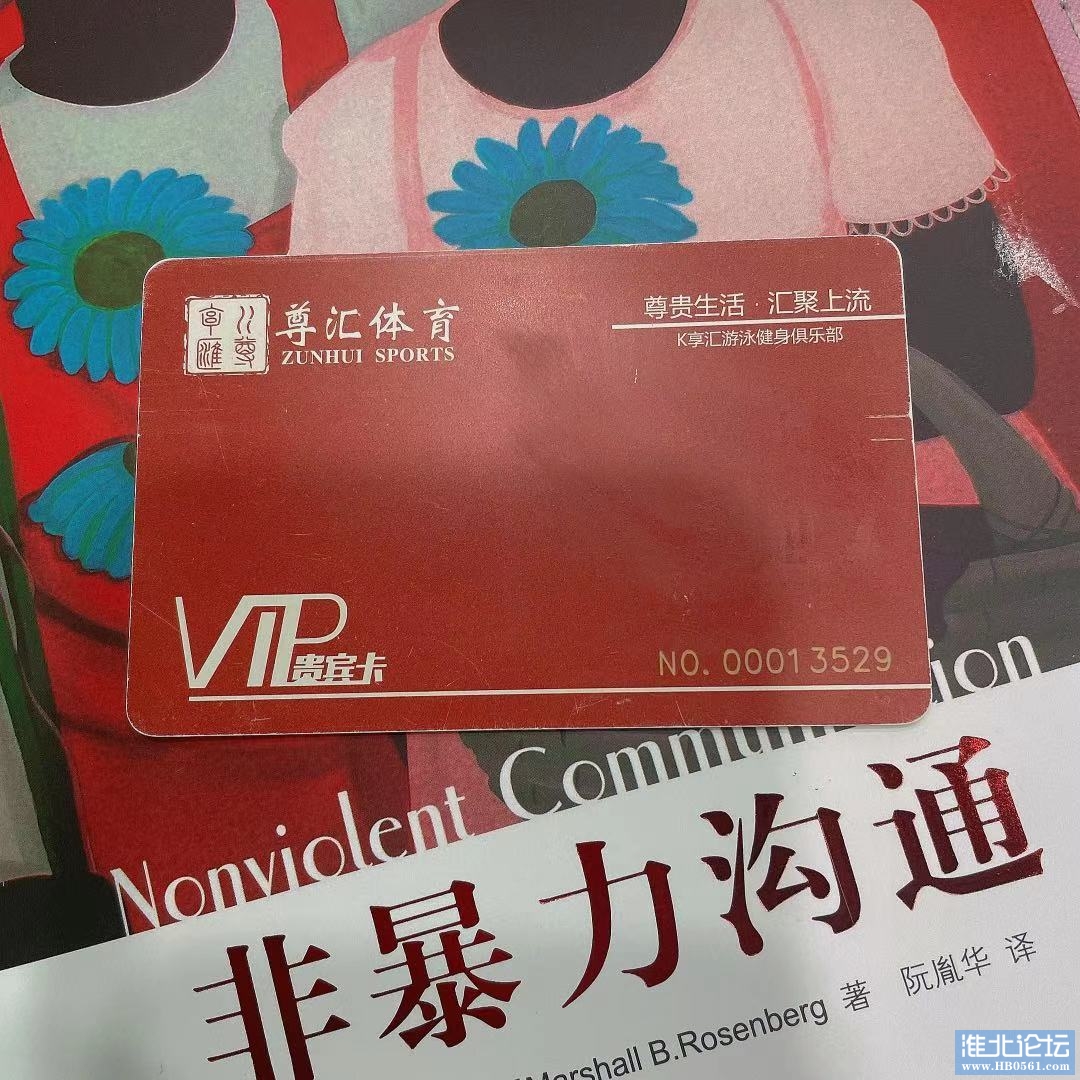 尊汇体育
ZUNHUI SPORTS
尊贵生活·汇聚上流
K享汇游泳健身俱乐部
VIP贵宾卡
NO. 00013529
Nonviolent Commun
ion
非暴力沟通
Marshall B.Rosenberg 著 阮胤华 译
淮北论坛
www.HB0561.com